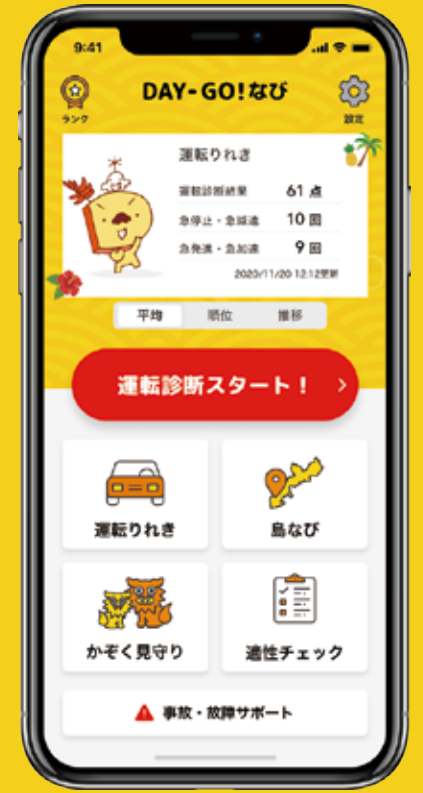 9:41
DAY-GO!なび
ランク
設定
運転りれき
運転診断結果 61 点
急停止・急減速 10 回
急発進・急加速 9 回
2020/11/20 12:12更新
平均 順位 推移
運転診断スタート!
運転りれき
島なび
かぞく見守り
適性チェック
事故・故障サポート